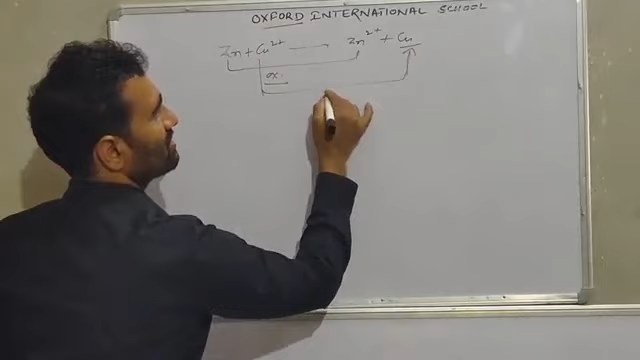 OXFORD INTERNATIONAL SCHOOL
Zn + Cu²⁺ → Zn²⁺ + Cu
ox.